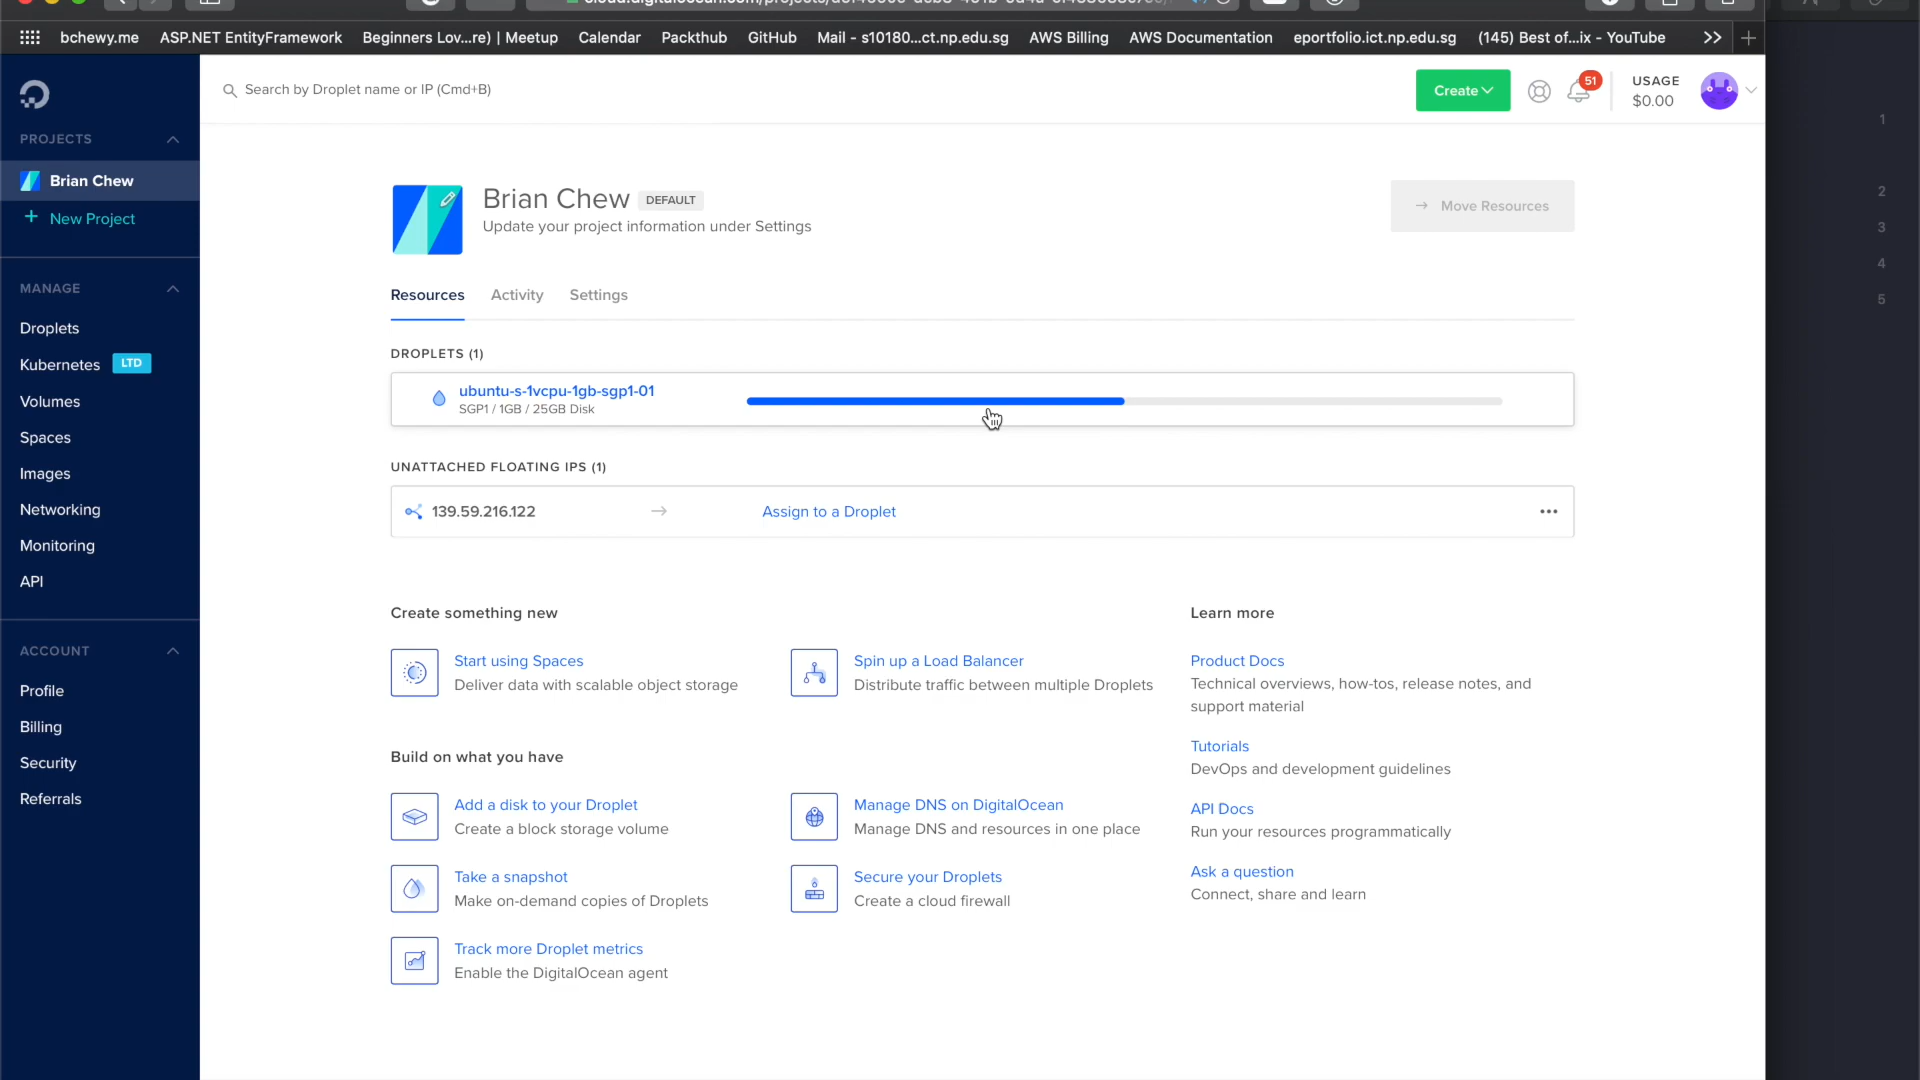 bchewy.me
ASP.NET EntityFramework
Beginners Lov...re) | Meetup
Calendar
Packthub
GitHub
Mail - s10180...ct.np.edu.sg
AWS Billing
AWS Documentation
eportfolio.ict.np.edu.sg
(145) Best of...ix - YouTube
Search by Droplet name or IP (Cmd+B)
Create
51
USAGE
$0.00
PROJECTS
Brian Chew
+ New Project
MANAGE
Droplets
Kubernetes LTD
Volumes
Spaces
Images
Networking
Monitoring
API
ACCOUNT
Profile
Billing
Security
Referrals
Brian Chew DEFAULT
Update your project information under Settings
→ Move Resources
Resources
Activity
Settings
DROPLETS (1)
ubuntu-s-1vcpu-1gb-sgp1-01
SGP1 / 1GB / 25GB Disk
UNATTACHED FLOATING IPS (1)
139.59.216.122 → Assign to a Droplet
Create something new
Start using Spaces
Deliver data with scalable object storage
Spin up a Load Balancer
Distribute traffic between multiple Droplets
Build on what you have
Add a disk to your Droplet
Create a block storage volume
Manage DNS on DigitalOcean
Manage DNS and resources in one place
Take a snapshot
Make on-demand copies of Droplets
Secure your Droplets
Create a cloud firewall
Track more Droplet metrics
Enable the DigitalOcean agent
Learn more
Product Docs
Technical overviews, how-tos, release notes, and
support material
Tutorials
DevOps and development guidelines
API Docs
Run your resources programmatically
Ask a question
Connect, share and learn
1
2
3
4
5